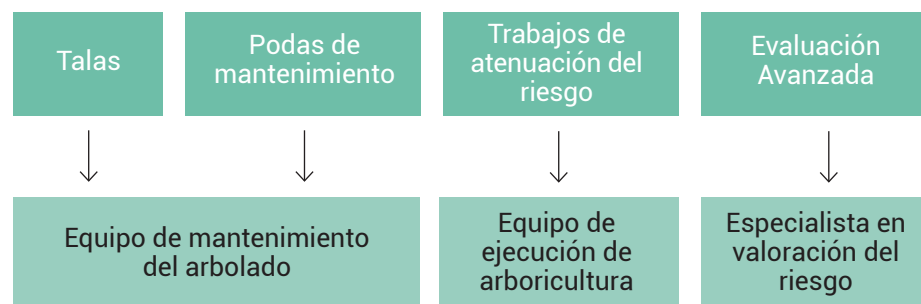 Talas
Podas de
mantenimiento
Trabajos de
atenuación del
riesgo
Evaluación
Avanzada
Equipo de mantenimiento
del arbolado
Equipo de
ejecución de
arboricultura
Especialista en
valoración del
riesgo